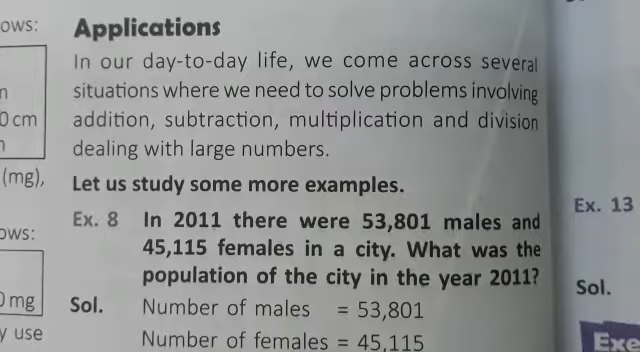 ows:
0 cm
(mg),
ows:
0 mg
y use
Applications
In our day-to-day life, we come across several
situations where we need to solve problems involving
addition, subtraction, multiplication and division
dealing with large numbers.
Let us study some more examples.
Ex. 8 In 2011 there were 53,801 males and
45,115 females in a city. What was the
population of the city in the year 2011?
Sol. Number of males = 53,801
Number of females = 45,115
Ex. 13
Sol.
Exe